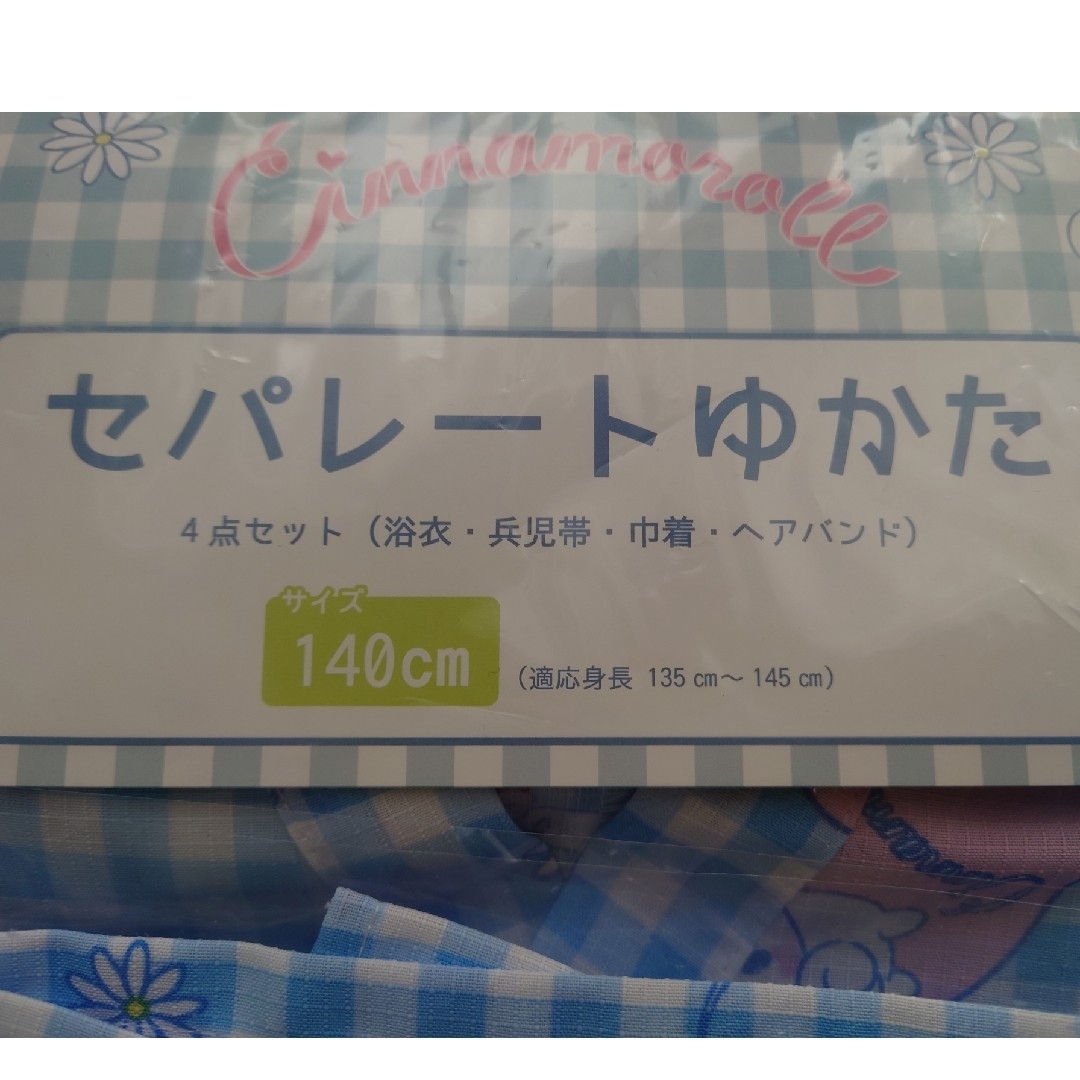 Cinnamoroll
セパレートゆかた
4点セット（浴衣・兵児帯・巾着・ヘアバンド）
サイズ
140cm（適応身長 135㎝～145㎝）